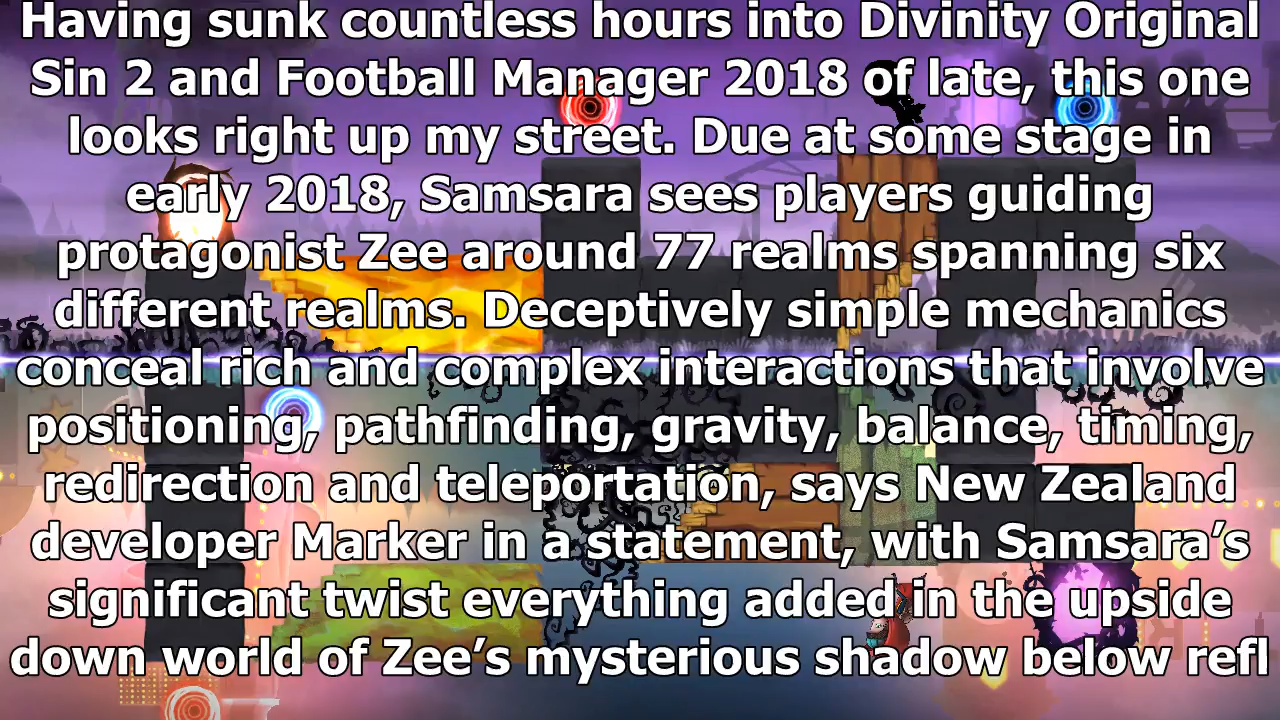 Having sunk countless hours into Divinity Original
Sin 2 and Football Manager 2018 of late, this one
looks right up my street. Due at some stage in
early 2018, Samsara sees players guiding
protagonist Zee around 77 realms spanning six
different realms. Deceptively simple mechanics
conceal rich and complex interactions that involve
positioning, pathfinding, gravity, balance, timing,
redirection and teleportation, says New Zealand
developer Marker in a statement, with Samsara’s
significant twist everything added in the upside
down world of Zee’s mysterious shadow below refl